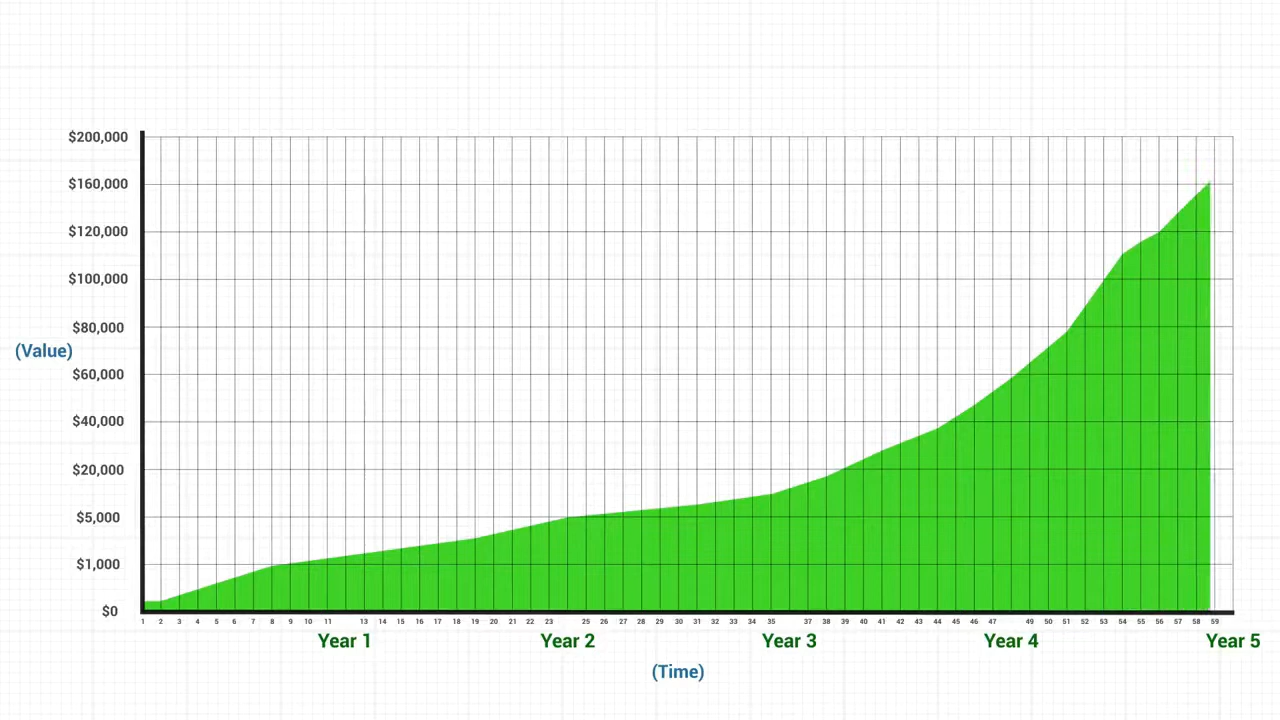 $200,000
$160,000
$120,000
$100,000
$80,000
(Value)
$60,000
$40,000
$20,000
$5,000
$1,000
$0
1 2 3 4 5 6 7 8 9 10 11 13 14 15 16 17 18 19 20 21 22 23 25 26 27 28 29 30 31 32 33 34 35 37 38 39 40 41 42 43 44 45 46 47 49 50 51 52 53 54 55 56 57 58 59
Year 1 Year 2 Year 3 Year 4 Year 5
(Time)